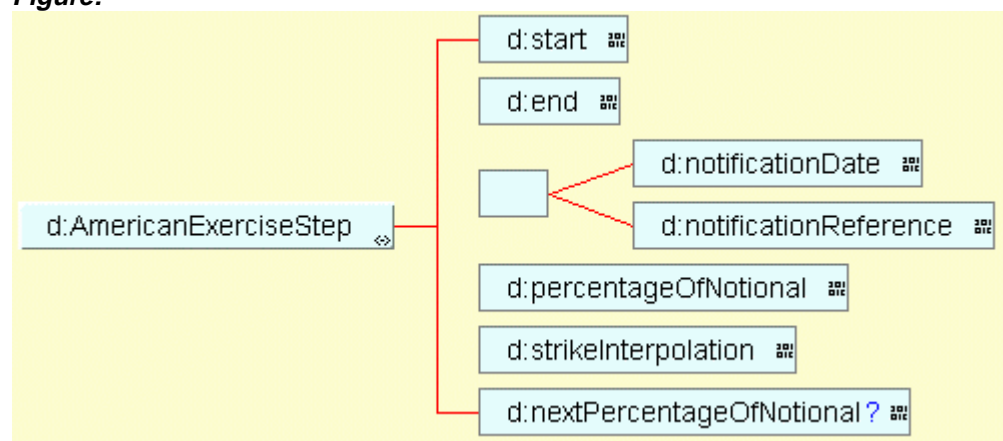 Figure:
d:start
d:end
d:notificationDate
d:AmericanExerciseStep
d:notificationReference
d:percentageOfNotional
d:strikeInterpolation
d:nextPercentageOfNotional?